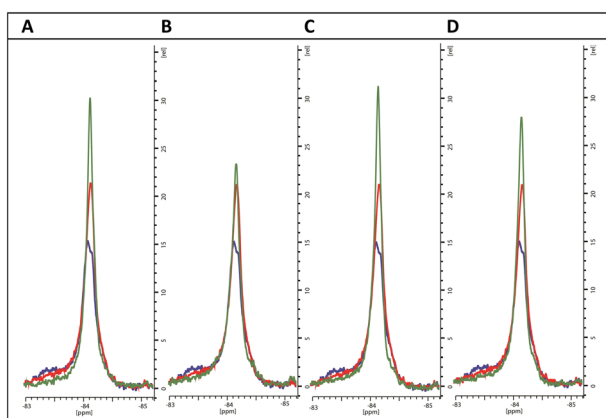 A B C D
[rel] [rel] [rel] [rel]
30 30 30 30
25 25 25 25
20 20 20 20
15 15 15 15
10 10 10 10
5 5 5 5
0 0 0 0
-83 -84 -85 -83 -84 -85 -83 -84 -85 -83 -84 -85
[ppm] [ppm] [ppm] [ppm]